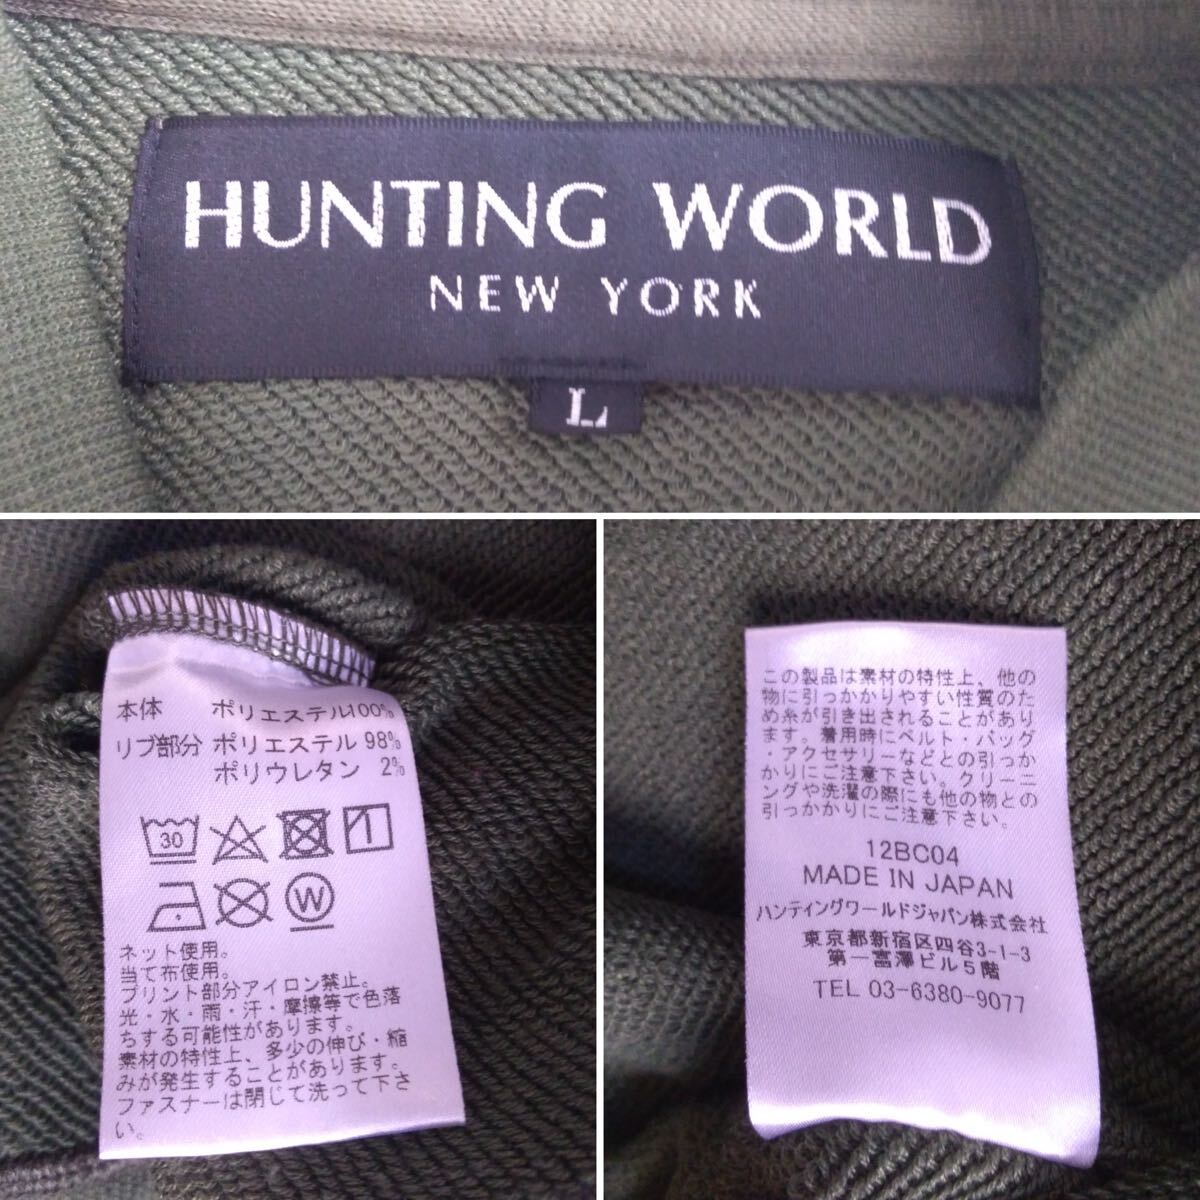 HUNTING WORLD
NEW YORK
L
本体 ポリエステル100%
リブ部分 ポリエステル 98%
ポリウレタン 2%
30
W
ネット使用。
当て布使用。
プリント部分アイロン禁止。
光・水・雨・汗・摩擦等で色落
ちする可能性があります。
素材の特性上、多少の伸び・縮
みが発生することがあります。
ファスナーは閉じて洗って下さ
い。
この製品は素材の特性上、他の
物に引っかかりやすい性質のた
め糸が引き出されることがあり
ます。着用時にベルト・バッグ
・アクセサリーなどとの引っか
かりにご注意下さい。クリーニ
ングや洗濯の際にも他の物との
引っかかりにご注意下さい。
12BC04
MADE IN JAPAN
ハンティングワールドジャパン株式会社
東京都新宿区四谷3-1-3
第一富澤ビル5階
TEL 03-6380-9077